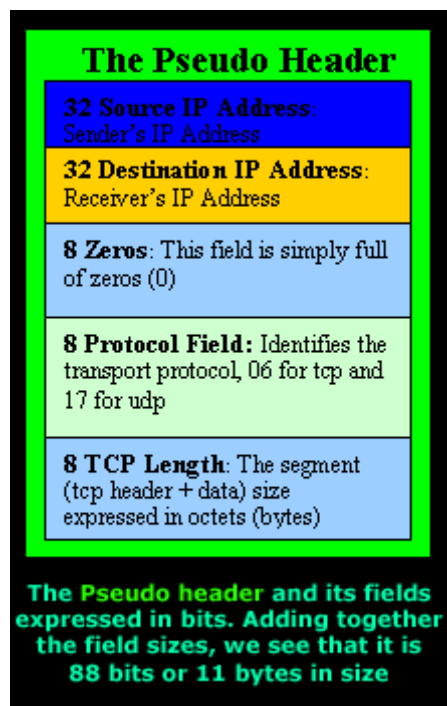 The Pseudo Header
32 Source IP Address:
Sender's IP Address
32 Destination IP Address:
Receiver's IP Address
8 Zeros: This field is simply full
of zeros (0)
8 Protocol Field: Identifies the
transport protocol, 06 for tcp and
17 for udp
8 TCP Length: The segment
(tcp header + data) size
expressed in octets (bytes)
The Pseudo header and its fields
expressed in bits. Adding together
the field sizes, we see that it is
88 bits or 11 bytes in size